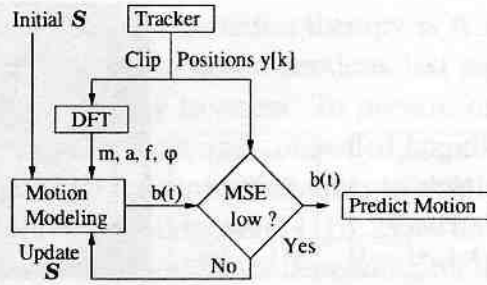 Initial S
Tracker
Clip Positions y[k]
DFT
m, a, f, φ
Motion
Modeling
b(t)
MSE
low ?
b(t)
Predict Motion
Update
S
No
Yes